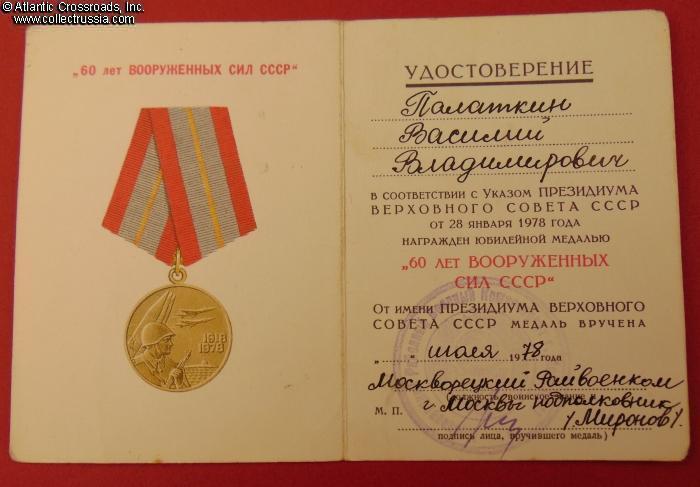 © Atlantic Crossroads, Inc.
www.collectrussia.com
„60 лет ВООРУЖЕННЫХ СИЛ СССР“
1918
1978
УДОСТОВЕРЕНИЕ
Палаткин
Василий
Владимирович
В СООТВЕТСТВИИ С УКАЗОМ ПРЕЗИДИУМА
ВЕРХОВНОГО СОВЕТА СССР
ОТ 28 ЯНВАРЯ 1978 ГОДА
НАГРАЖДЕН ЮБИЛЕЙНОЙ МЕДАЛЬЮ
„60 ЛЕТ ВООРУЖЕННЫХ
СИЛ СССР“
ОТ ИМЕНИ ПРЕЗИДИУМА ВЕРХОВНОГО
СОВЕТА СССР МЕДАЛЬ ВРУЧЕНА
„ “ июля 1978 года
Москворецкий Райвоенком
г. Москвы подполковник
М. П. /Миронов/.
подпись лица, вручившего медаль)